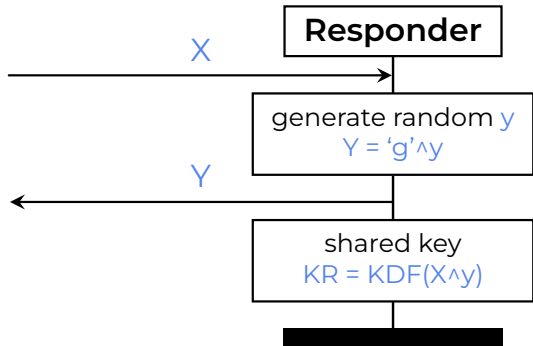 Responder
X
generate random y
Y = ‘g’^y
Y
shared key
KR = KDF(X^y)